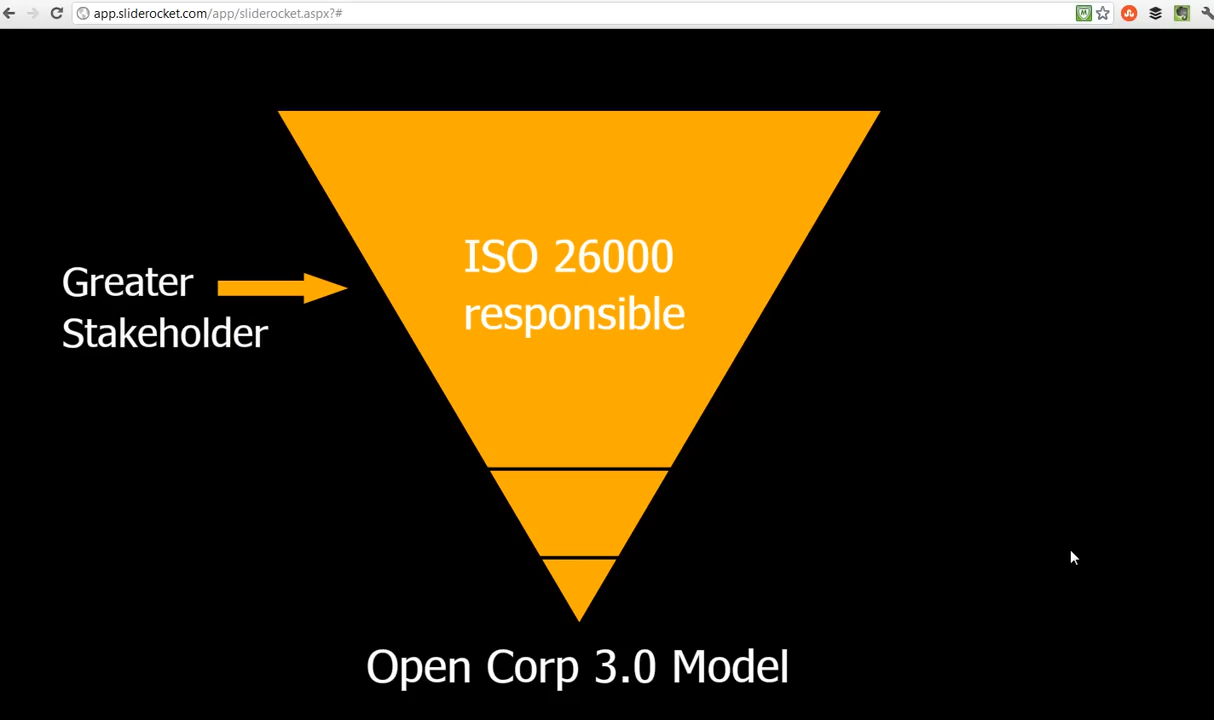 app.sliderocket.com/app/sliderocket.aspx?#
ISO 26000
responsible
Greater
Stakeholder
Open Corp 3.0 Model